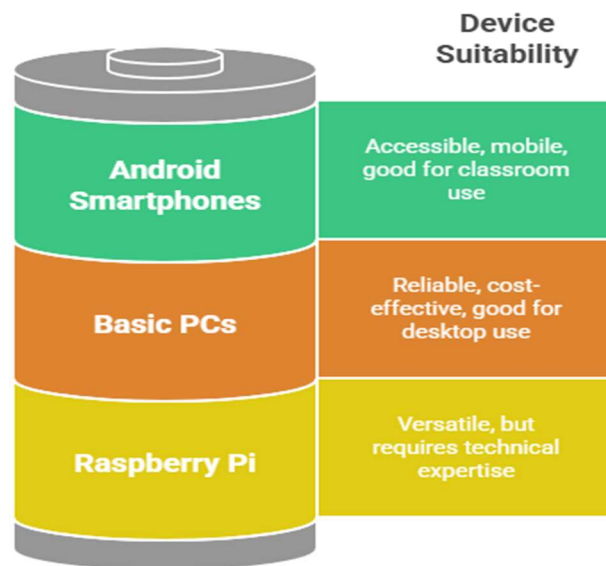 Device
Suitability
Android
Smartphones
Accessible, mobile,
good for classroom
use
Basic PCs
Reliable, cost-
effective, good for
desktop use
Raspberry Pi
Versatile, but
requires technical
expertise